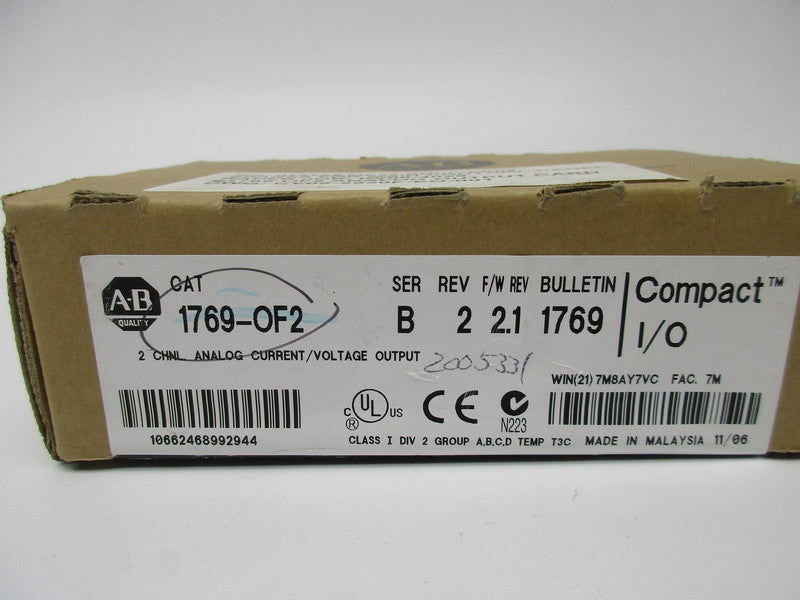 A-B
QUALITY
CAT
1769-OF2
SER
B
REV
2
F/W REV
2.1
BULLETIN
1769
Compact™
I/O
2 CHNL. ANALOG CURRENT/VOLTAGE OUTPUT
2005331
WIN(21) 7M8AY7VC FAC. 7M
10662468992944
C UL US
®
CE
N223
CLASS I DIV 2 GROUP A,B,C,D TEMP T3C
MADE IN MALAYSIA 11/06